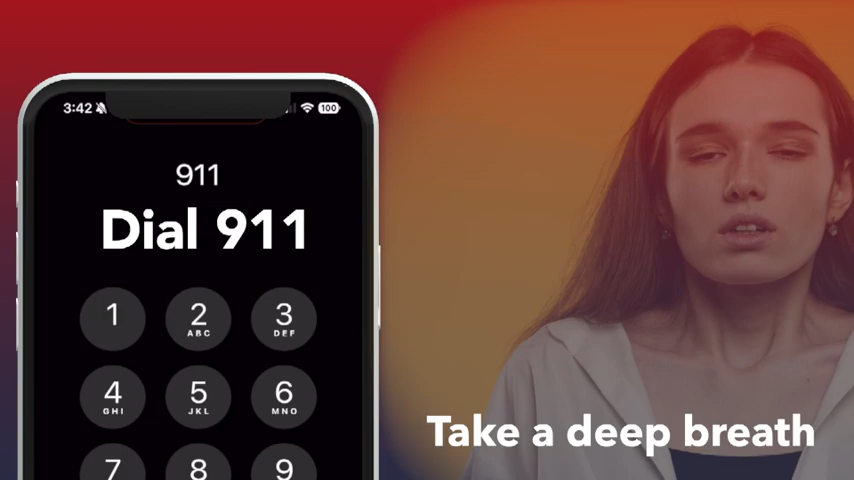 3:42
100
911
Dial 911
1
2
ABC
3
DEF
4
GHI
5
JKL
6
MNO
7
8
9
Take a deep breath